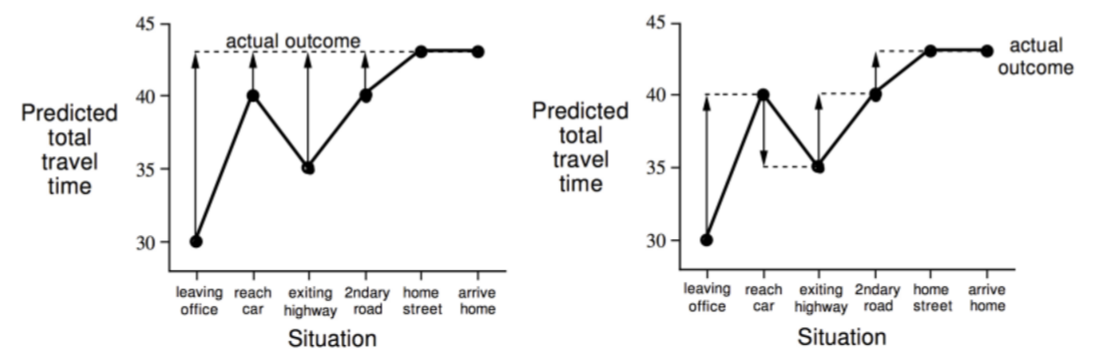 45
40
35
30
Predicted
total
travel
time
actual outcome
leaving
office
reach
car
exiting
highway
2ndary
road
home
street
arrive
home
Situation
45
40
35
30
Predicted
total
travel
time
actual
outcome
leaving
office
reach
car
exiting
highway
2ndary
road
home
street
arrive
home
Situation